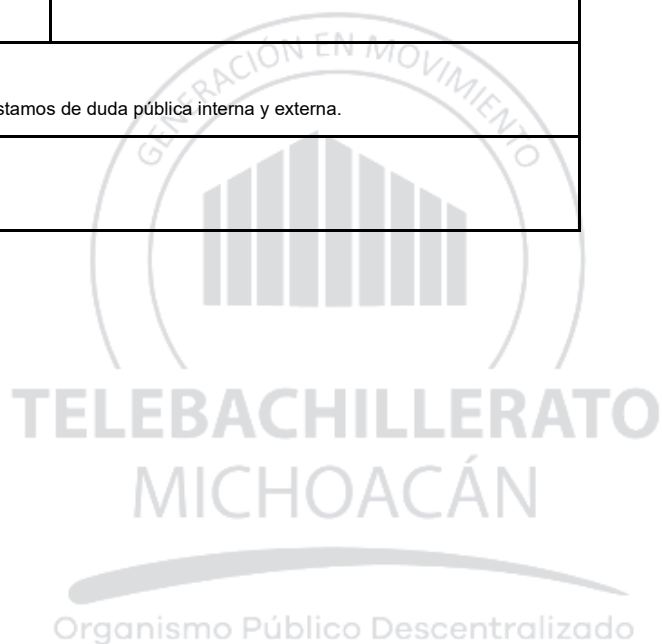 GENERACIÓN EN MOVIMIENTO
stamos de duda pública interna y externa.
TELEBACHILLERATO
MICHOACÁN
Organismo Público Descentralizado